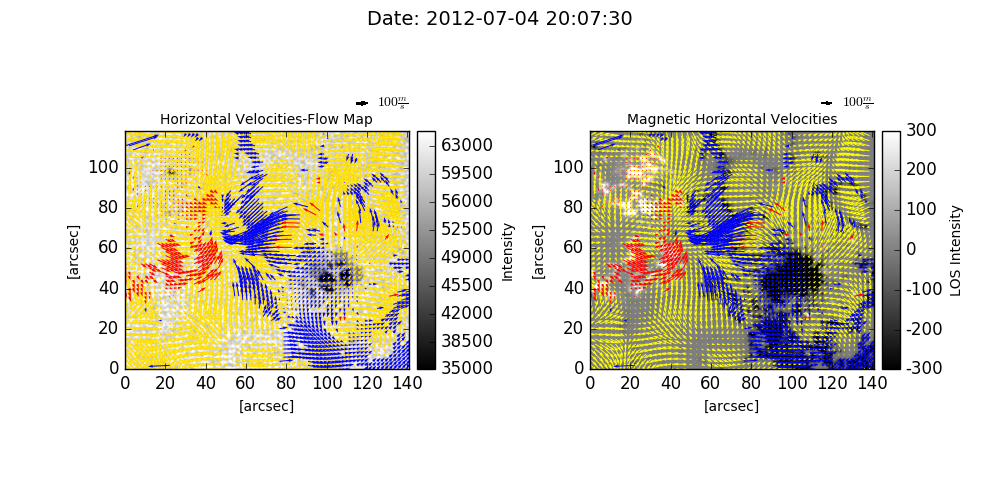 Date: 2012-07-04 20:07:30
100 m/s
100 m/s
Horizontal Velocities-Flow Map
Magnetic Horizontal Velocities
[arcsec]
100
80
60
40
20
0
0 20 40 60 80 100 120 140
[arcsec]
63000
59500
56000
52500
49000
45500
42000
38500
35000
Intensity
[arcsec]
100
80
60
40
20
0
0 20 40 60 80 100 120 140
[arcsec]
300
200
100
0
-100
-200
-300
LOS Intensity